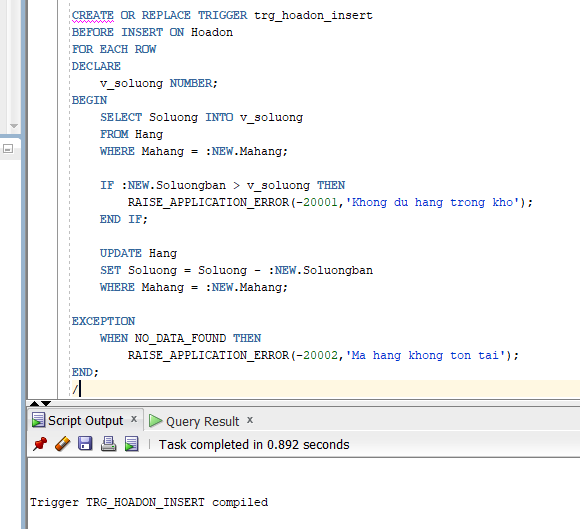 CREATE OR REPLACE TRIGGER trg_hoadon_insert
BEFORE INSERT ON Hoadon
FOR EACH ROW
DECLARE
    v_soluong NUMBER;
BEGIN
    SELECT Soluong INTO v_soluong
    FROM Hang
    WHERE Mahang = :NEW.Mahang;
    IF :NEW.Soluongban > v_soluong THEN
        RAISE_APPLICATION_ERROR(-20001,'Khong du hang trong kho');
    END IF;
    UPDATE Hang
    SET Soluong = Soluong - :NEW.Soluongban
    WHERE Mahang = :NEW.Mahang;
EXCEPTION
    WHEN NO_DATA_FOUND THEN
        RAISE_APPLICATION_ERROR(-20002,'Ma hang khong ton tai');
END;
/
Script Output x Query Result x
Task completed in 0.892 seconds
Trigger TRG_HOADON_INSERT compiled